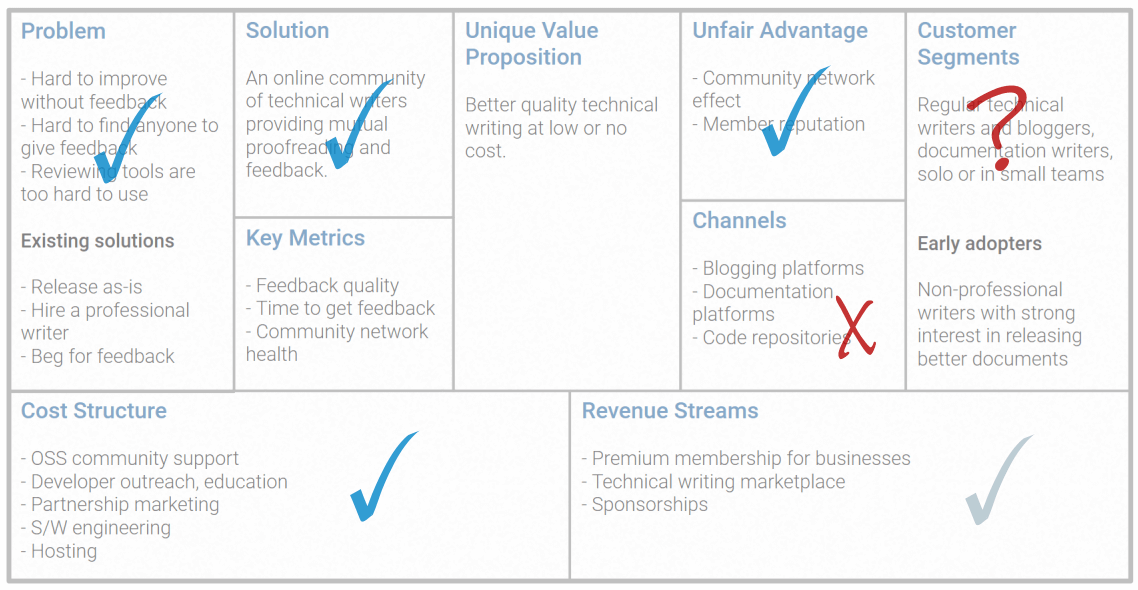 Problem
- Hard to improve
without feedback
- Hard to find anyone to
give feedback
- Reviewing tools are
too hard to use
Existing solutions
- Release as-is
- Hire a professional
writer
- Beg for feedback
Solution
An online community
of technical writers
providing mutual
proofreading and
feedback.
Key Metrics
- Feedback quality
- Time to get feedback
- Community network
health
Unique Value
Proposition
Better quality technical
writing at low or no
cost.
Unfair Advantage
- Community network
effect
- Member reputation
Channels
- Blogging platforms
- Documentation
platforms
- Code repositories
Customer
Segments
Regular technical
writers and bloggers,
documentation writers,
solo or in small teams
Early adopters
Non-professional
writers with strong
interest in releasing
better documents
Cost Structure
- OSS community support
- Developer outreach, education
- Partnership marketing
- S/W engineering
- Hosting
Revenue Streams
- Premium membership for businesses
- Technical writing marketplace
- Sponsorships